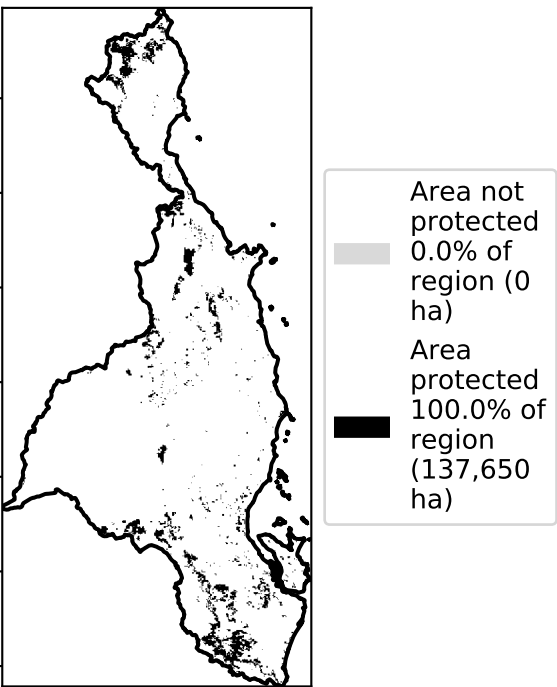 Area not
protected
0.0% of
region (0
ha)
Area
protected
100.0% of
region
(137,650
ha)